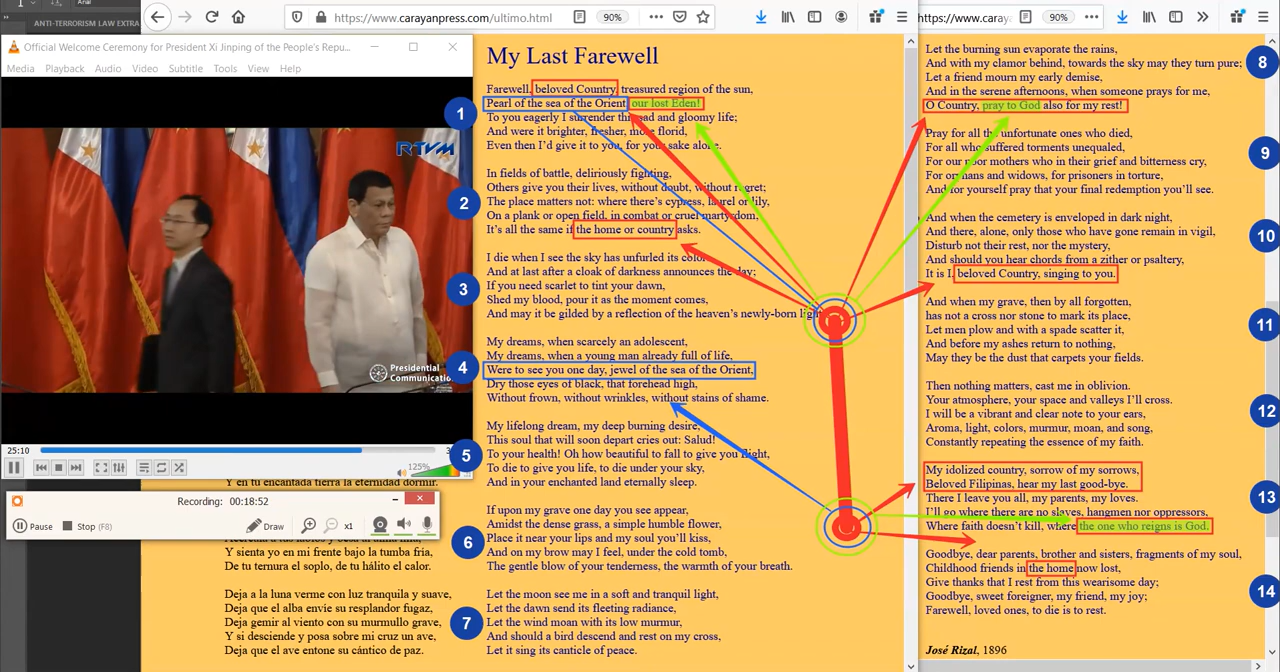 ANTI-TERRORISM LAW EXTRA
Official Welcome Ceremony for President Xi Jinping of the People's Repu...
Media Playback Audio Video Subtitle Tools View Help
RTVM
Presidential
Communicatio
25:10
125%
Recording: 00:18:52
Pause Stop (F8) Draw x1
https://www.carayanpress.com/ultimo.html 90%
https://www.caraya 90%
My Last Farewell
1
Farewell, beloved Country, treasured region of the sun,
Pearl of the sea of the Orient, our lost Eden!
To you eagerly I surrender this sad and gloomy life;
And were it brighter, fresher, more florid,
Even then I'd give it to you, for your sake alone.
2
In fields of battle, deliriously fighting,
Others give you their lives, without doubt, without regret;
The place matters not: where there's cypress, laurel or lily,
On a plank or open field, in combat or cruel martyrdom,
It's all the same if the home or country asks.
3
I die when I see the sky has unfurled its colors
And at last after a cloak of darkness announces the day;
If you need scarlet to tint your dawn,
Shed my blood, pour it as the moment comes,
And may it be gilded by a reflection of the heaven's newly-born light
4
My dreams, when scarcely an adolescent,
My dreams, when a young man already full of life,
Were to see you one day, jewel of the sea of the Orient,
Dry those eyes of black, that forehead high,
Without frown, without wrinkles, without stains of shame.
5
My lifelong dream, my deep burning desire,
This soul that will soon depart cries out: Salud!
To your health! Oh how beautiful to fall to give you flight,
To die to give you life, to die under your sky,
And in your enchanted land eternally sleep.
6
If upon my grave one day you see appear,
Amidst the dense grass, a simple humble flower,
Place it near your lips and my soul you'll kiss,
And on my brow may I feel, under the cold tomb,
The gentle blow of your tenderness, the warmth of your breath.
7
Let the moon see me in a soft and tranquil light,
Let the dawn send its fleeting radiance,
Let the wind moan with its low murmur,
And should a bird descend and rest on my cross,
Let it sing its canticle of peace.
Y en tu encantada tierra la eternidad dormir.
Y sienta yo en mi frente bajo la tumba fría,
De tu ternura el soplo, de tu hálito el calor.
Deja a la luna verme con luz tranquila y suave,
Deja que el alba envíe su resplandor fugaz,
Deja gemir al viento con su murmullo grave,
Y si desciende y posa sobre mi cruz un ave,
Deja que el ave entone su cántico de paz.
8
Let the burning sun evaporate the rains,
And with my clamor behind, towards the sky may they turn pure;
Let a friend mourn my early demise,
And in the serene afternoons, when someone prays for me,
O Country, pray to God also for my rest!
9
Pray for all the unfortunate ones who died,
For all who suffered torments unequaled,
For our poor mothers who in their grief and bitterness cry,
For orphans and widows, for prisoners in torture,
And for yourself pray that your final redemption you'll see.
10
And when the cemetery is enveloped in dark night,
And there, alone, only those who have gone remain in vigil,
Disturb not their rest, nor the mystery,
And should you hear chords from a zither or psaltery,
It is I, beloved Country, singing to you.
11
And when my grave, then by all forgotten,
has not a cross nor stone to mark its place,
Let men plow and with a spade scatter it,
And before my ashes return to nothing,
May they be the dust that carpets your fields.
12
Then nothing matters, cast me in oblivion.
Your atmosphere, your space and valleys I'll cross.
I will be a vibrant and clear note to your ears,
Aroma, light, colors, murmur, moan, and song,
Constantly repeating the essence of my faith.
13
My idolized country, sorrow of my sorrows,
Beloved Filipinas, hear my last good-bye.
There I leave you all, my parents, my loves.
I'll go where there are no slaves, hangmen nor oppressors,
Where faith doesn't kill, where the one who reigns is God.
14
Goodbye, dear parents, brother and sisters, fragments of my soul,
Childhood friends in the home now lost,
Give thanks that I rest from this wearisome day;
Goodbye, sweet foreigner, my friend, my joy;
Farewell, loved ones, to die is to rest.
José Rizal, 1896